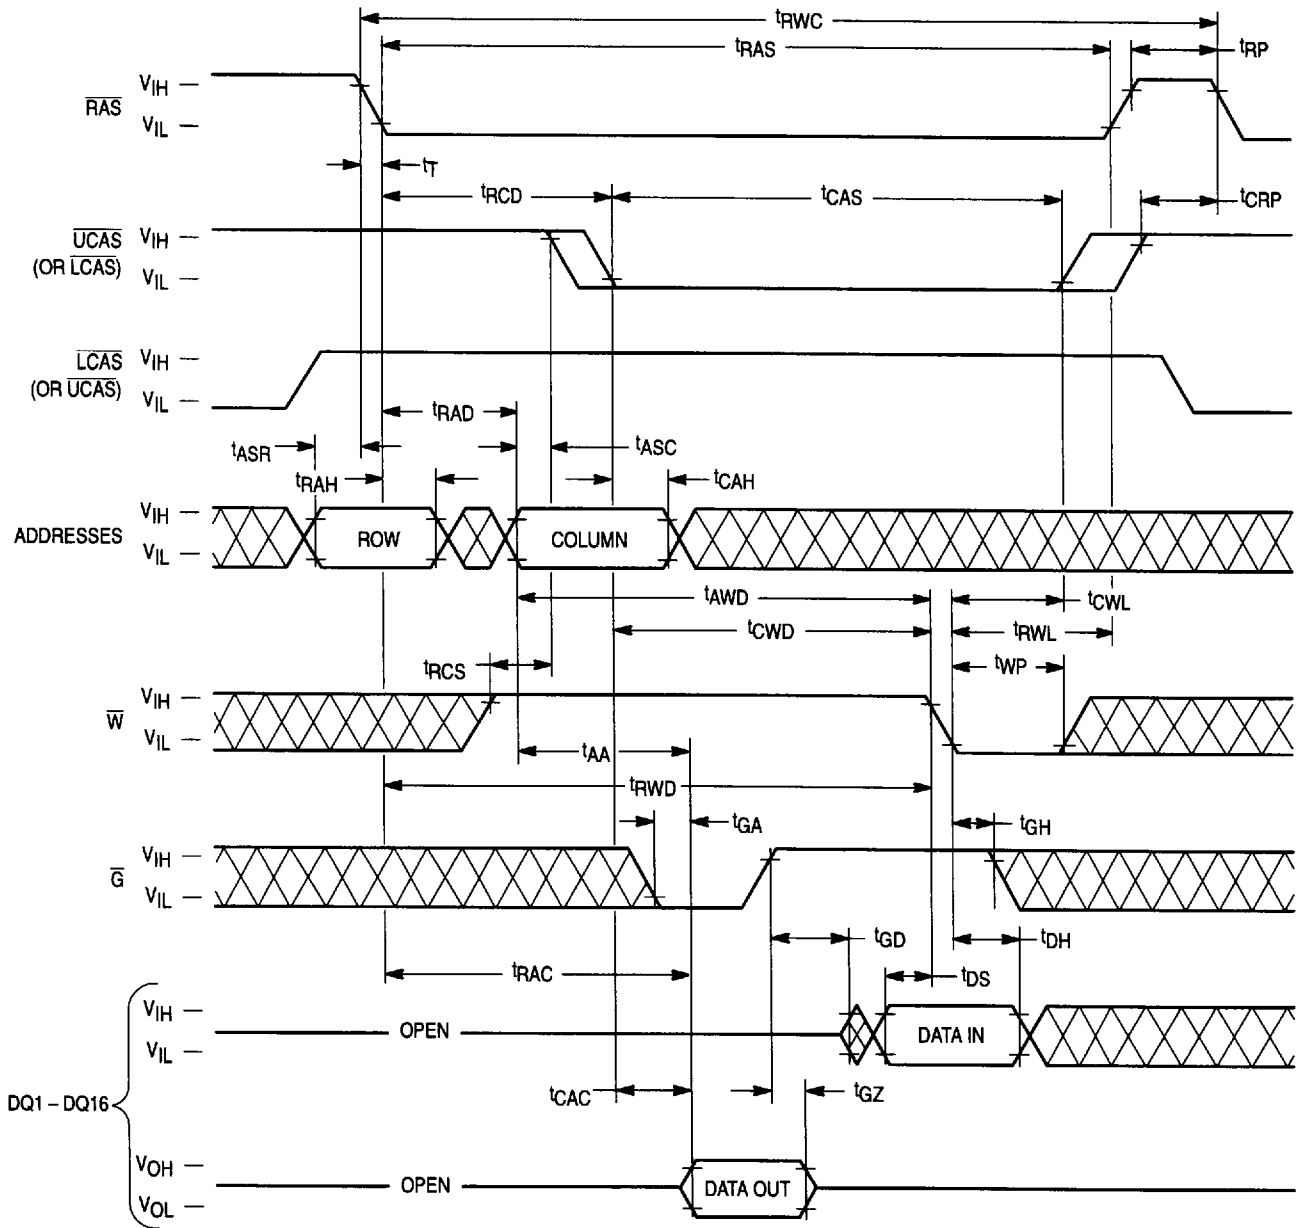 tRWC
tRAS
tRP
RAS
VIH
VIL
tT
tRCD
tCAS
tCRP
UCAS
(OR LCAS)
VIH
VIL
LCAS
(OR UCAS)
VIH
VIL
tRAD
tASR
tASC
tRAH
tCAH
ADDRESSES
VIH
VIL
ROW
COLUMN
tAWD
tCWL
tCWD
tRWL
tRCS
tWP
W
VIH
VIL
tAA
tRWD
tGA
tGH
G
VIH
VIL
tGD
tDH
tRAC
tDS
VIH
VIL
OPEN
DATA IN
tCAC
tGZ
DQ1 – DQ16
VOH
VOL
OPEN
DATA OUT